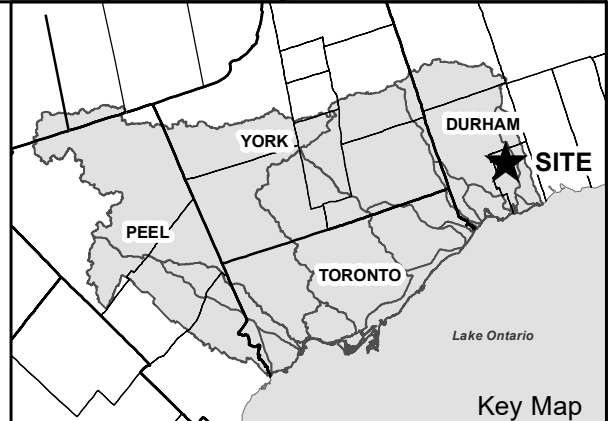 DURHAM
YORK
SITE
PEEL
TORONTO
Lake Ontario
Key Map